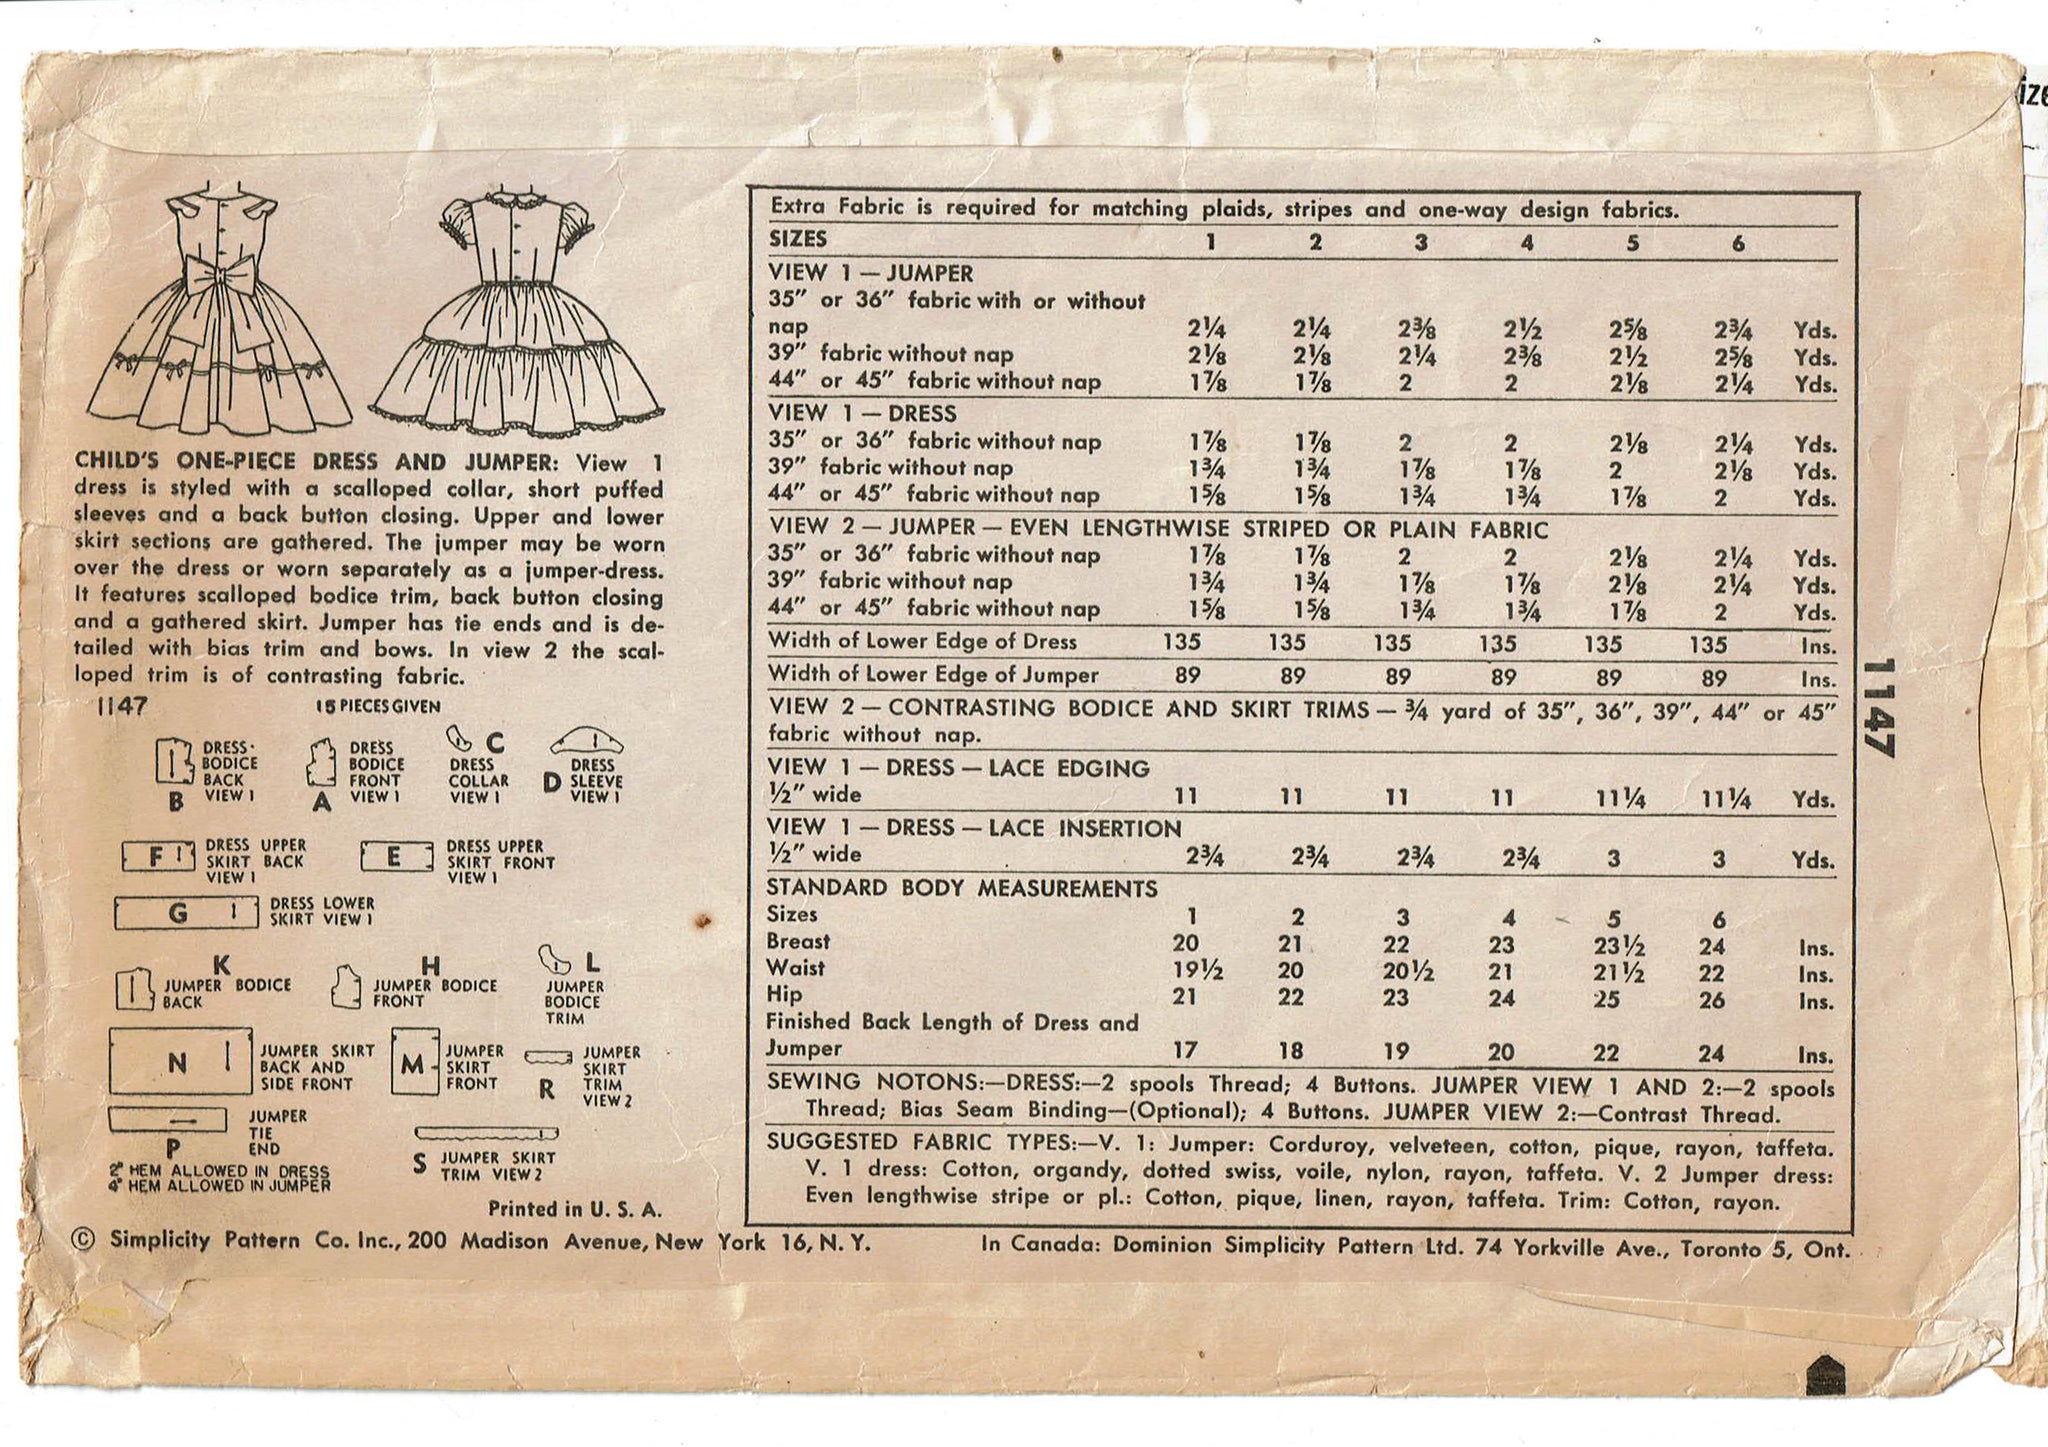 CHILD'S ONE-PIECE DRESS AND JUMPER: View 1
dress is styled with a scalloped collar, short puffed
sleeves and a back button closing. Upper and lower
skirt sections are gathered. The jumper may be worn
over the dress or worn separately as a jumper-dress.
It features scalloped bodice trim, back button closing
and a gathered skirt. Jumper has tie ends and is de-
tailed with bias trim and bows. In view 2 the scal-
loped trim is of contrasting fabric.
1147 15 PIECES GIVEN
B DRESS BODICE BACK VIEW 1
A DRESS BODICE FRONT VIEW 1
C DRESS COLLAR VIEW 1
D DRESS SLEEVE VIEW 1
F DRESS UPPER SKIRT BACK VIEW 1
E DRESS UPPER SKIRT FRONT VIEW 1
G DRESS LOWER SKIRT VIEW 1
K JUMPER BODICE BACK
H JUMPER BODICE FRONT
L JUMPER BODICE TRIM
N JUMPER SKIRT BACK AND SIDE FRONT
M JUMPER SKIRT FRONT
R JUMPER SKIRT TRIM VIEW 2
P JUMPER TIE END
S JUMPER SKIRT TRIM VIEW 2
2" HEM ALLOWED IN DRESS
4" HEM ALLOWED IN JUMPER
Printed in U. S. A.
Extra Fabric is required for matching plaids, stripes and one-way design fabrics.
SIZES 1 2 3 4 5 6
VIEW 1 — JUMPER
35" or 36" fabric with or without
nap 2¼ 2¼ 2⅜ 2½ 2⅝ 2¾ Yds.
39" fabric without nap 2⅛ 2⅛ 2¼ 2⅜ 2½ 2⅝ Yds.
44" or 45" fabric without nap 1⅞ 1⅞ 2 2 2⅛ 2¼ Yds.
VIEW 1 — DRESS
35" or 36" fabric without nap 1⅞ 1⅞ 2 2 2⅛ 2¼ Yds.
39" fabric without nap 1¾ 1¾ 1⅞ 1⅞ 2 2⅛ Yds.
44" or 45" fabric without nap 1⅝ 1⅝ 1¾ 1¾ 1⅞ 2 Yds.
VIEW 2 — JUMPER — EVEN LENGTHWISE STRIPED OR PLAIN FABRIC
35" or 36" fabric without nap 1⅞ 1⅞ 2 2 2⅛ 2¼ Yds.
39" fabric without nap 1¾ 1¾ 1⅞ 1⅞ 2⅛ 2¼ Yds.
44" or 45" fabric without nap 1⅝ 1⅝ 1¾ 1¾ 1⅞ 2 Yds.
Width of Lower Edge of Dress 135 135 135 135 135 135 Ins.
Width of Lower Edge of Jumper 89 89 89 89 89 89 Ins.
VIEW 2 — CONTRASTING BODICE AND SKIRT TRIMS — ¾ yard of 35", 36", 39", 44" or 45"
fabric without nap.
VIEW 1 — DRESS — LACE EDGING
½" wide 11 11 11 11 11¼ 11¼ Yds.
VIEW 1 — DRESS — LACE INSERTION
½" wide 2¾ 2¾ 2¾ 2¾ 3 3 Yds.
STANDARD BODY MEASUREMENTS
Sizes 1 2 3 4 5 6
Breast 20 21 22 23 23½ 24 Ins.
Waist 19½ 20 20½ 21 21½ 22 Ins.
Hip 21 22 23 24 25 26 Ins.
Finished Back Length of Dress and
Jumper 17 18 19 20 22 24 Ins.
SEWING NOTONS:—DRESS:—2 spools Thread; 4 Buttons. JUMPER VIEW 1 AND 2:—2 spools
Thread; Bias Seam Binding—(Optional); 4 Buttons. JUMPER VIEW 2:—Contrast Thread.
SUGGESTED FABRIC TYPES:—V. 1: Jumper: Corduroy, velveteen, cotton, pique, rayon, taffeta.
V. 1 dress: Cotton, organdy, dotted swiss, voile, nylon, rayon, taffeta. V. 2 Jumper dress:
Even lengthwise stripe or pl.: Cotton, pique, linen, rayon, taffeta. Trim: Cotton, rayon.
1147
© Simplicity Pattern Co. Inc., 200 Madison Avenue, New York 16, N. Y. In Canada: Dominion Simplicity Pattern Ltd. 74 Yorkville Ave., Toronto 5, Ont.